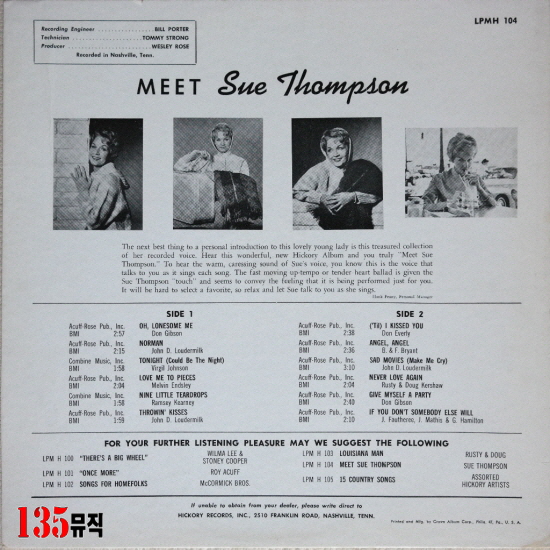 LPMH 104
Recording Engineer . . . . . . . . . . . . . . . . BILL PORTER
Technician . . . . . . . . . . . . . . . . . . TOMMY STRONG
Producer . . . . . . . . . . . . . . . . . . . . . WESLEY ROSE
Recorded in Nashville, Tenn.
MEET Sue Thompson
The next best thing to a personal introduction to this lovely young lady is this treasured collection
of her recorded voice. Hear this wonderful, new Hickory Album and you truly "Meet Sue
Thompson." To hear the warm, caressing sound of Sue's voice, you know this is the voice that
talks to you as it sings each song. The fast moving up-tempo or tender heart ballad is given the
Sue Thompson "touch" and seems to convey the feeling that it is being performed just for you.
It will be hard to select a favorite, so relax and let Sue talk to you as she sings.
Personal Manager
SIDE 1
Acuff-Rose Pub., Inc. OH, LONESOME ME
BMI 2:57 Don Gibson
Acuff-Rose Pub., Inc. NORMAN
BMI 2:15 John D. Loudermilk
Combine Music, Inc. TONIGHT (Could Be The Night)
BMI 1:58 Virgil Johnson
Acuff-Rose Pub., Inc. LOVE ME TO PIECES
BMI 2:04 Melvin Endsley
Combine Music, Inc. NINE LITTLE TEARDROPS
BMI 1:58 Ramsey Kearney
Acuff-Rose Pub., Inc. THROWIN' KISSES
BMI 1:59 John D. Loudermilk
SIDE 2
Acuff-Rose Pub., Inc. ('Til) I KISSED YOU
BMI 2:38 Don Everly
Acuff-Rose Pub., Inc. ANGEL, ANGEL
BMI 2:36 B. & F. Bryant
Acuff-Rose Pub., Inc. SAD MOVIES (Make Me Cry)
BMI 3:10 John D. Loudermilk
Acuff-Rose Pub., Inc. NEVER LOVE AGAIN
BMI 2:04 Rusty & Doug Kershaw
Acuff-Rose Pub., Inc. GIVE MYSELF A PARTY
BMI 2:40 Don Gibson
Acuff-Rose Pub., Inc. IF YOU DON'T SOMEBODY ELSE WILL
BMI 2:10 J. Fautheree, J. Mathis & G. Hamilton
FOR YOUR FURTHER LISTENING PLEASURE MAY WE SUGGEST THE FOLLOWING
LPM H 100 "THERE'S A BIG WHEEL" WILMA LEE & STONEY COOPER
LPM H 101 "ONCE MORE" ROY ACUFF
LPM H 102 SONGS FOR HOMEFOLKS McCORMICK BROS.
LPM H 103 LOUISIANA MAN RUSTY & DOUG
LPM H 104 MEET SUE THOMPSON SUE THOMPSON
LPM H 105 15 COUNTRY SONGS ASSORTED HICKORY ARTISTS
If unable to obtain from your dealer, please write direct to
HICKORY RECORDS, INC., 2510 FRANKLIN ROAD, NASHVILLE, TENN.
Printed and Mfg. by Crown Album Corp., Phila. 47, Pa., U. S. A.
135뮤직